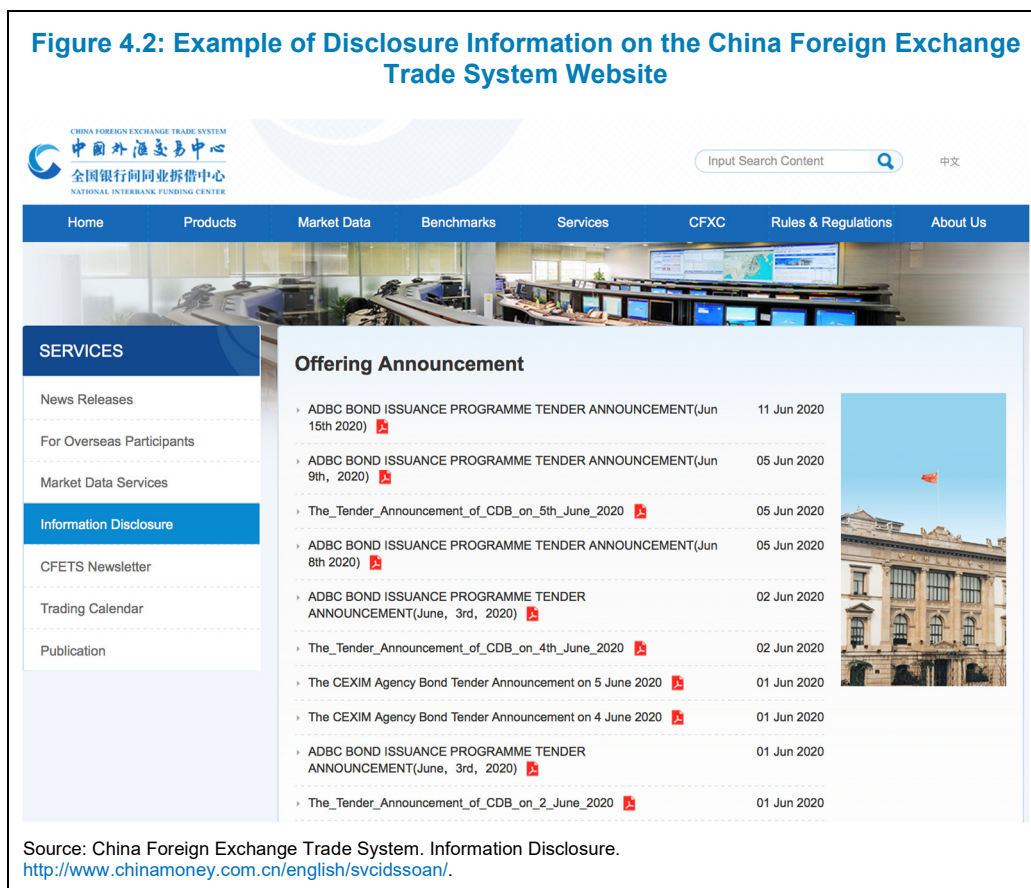 Figure 4.2: Example of Disclosure Information on the China Foreign Exchange
Trade System Website
CHINA FOREIGN EXCHANGE TRADE SYSTEM
中國外滙交易中心
全国银行间同业拆借中心
NATIONAL INTERBANK FUNDING CENTER
Input Search Content
中文
Home Products Market Data Benchmarks Services CFXC Rules & Regulations About Us
SERVICES
News Releases
For Overseas Participants
Market Data Services
Information Disclosure
CFETS Newsletter
Trading Calendar
Publication
Offering Announcement
ADBC BOND ISSUANCE PROGRAMME TENDER ANNOUNCEMENT(Jun 11 Jun 2020
15th 2020)
ADBC BOND ISSUANCE PROGRAMME TENDER ANNOUNCEMENT(Jun 05 Jun 2020
9th, 2020)
The_Tender_Announcement_of_CDB_on_5th_June_2020 05 Jun 2020
ADBC BOND ISSUANCE PROGRAMME TENDER ANNOUNCEMENT(Jun 05 Jun 2020
8th 2020)
ADBC BOND ISSUANCE PROGRAMME TENDER 02 Jun 2020
ANNOUNCEMENT(June, 3rd, 2020)
The_Tender_Announcement_of_CDB_on_4th_June_2020 02 Jun 2020
The CEXIM Agency Bond Tender Announcement on 5 June 2020 01 Jun 2020
The CEXIM Agency Bond Tender Announcement on 4 June 2020 01 Jun 2020
ADBC BOND ISSUANCE PROGRAMME TENDER 01 Jun 2020
ANNOUNCEMENT(June, 3rd, 2020)
The_Tender_Announcement_of_CDB_on_2_June_2020 01 Jun 2020
Source: China Foreign Exchange Trade System. Information Disclosure.
http://www.chinamoney.com.cn/english/svcidssoan/.